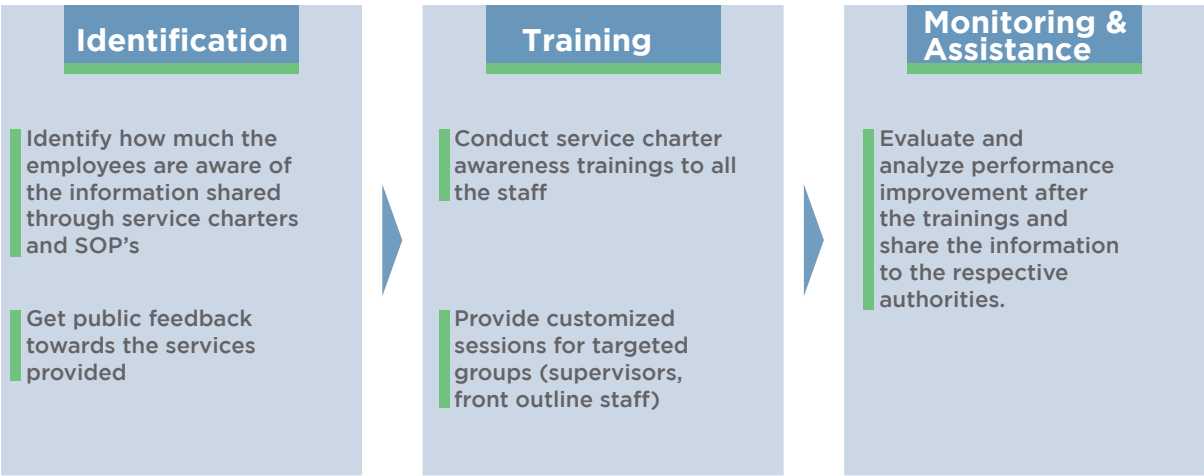 Identification
Identify how much the
employees are aware of
the information shared
through service charters
and SOP’s
Get public feedback
towards the services
provided
Training
Conduct service charter
awareness trainings to all
the staff
Provide customized
sessions for targeted
groups (supervisors,
front outline staff)
Monitoring &
Assistance
Evaluate and
analyze performance
improvement after
the trainings and
share the information
to the respective
authorities.